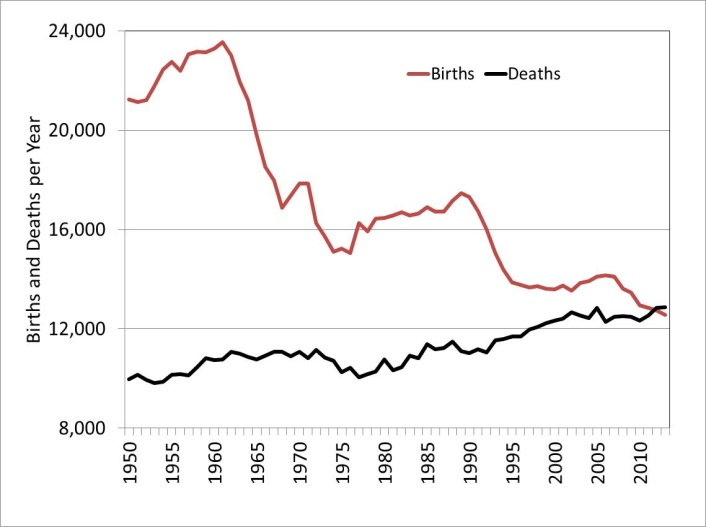 24,000
20,000
16,000
12,000
8,000
Births and Deaths per Year
Births Deaths
1950 1955 1960 1965 1970 1975 1980 1985 1990 1995 2000 2005 2010